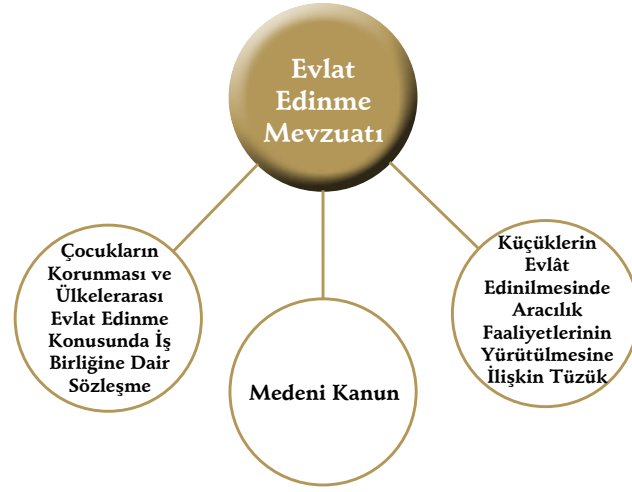 Evlat
Edinme
Mevzuatı
Çocukların
Korunması ve
Ülkelerarası
Evlat Edinme
Konusunda İş
Birliğine Dair
Sözleşme
Medeni Kanun
Küçüklerin
Evlât
Edinilmesinde
Aracılık
Faaliyetlerinin
Yürütülmesine
İlişkin Tüzük